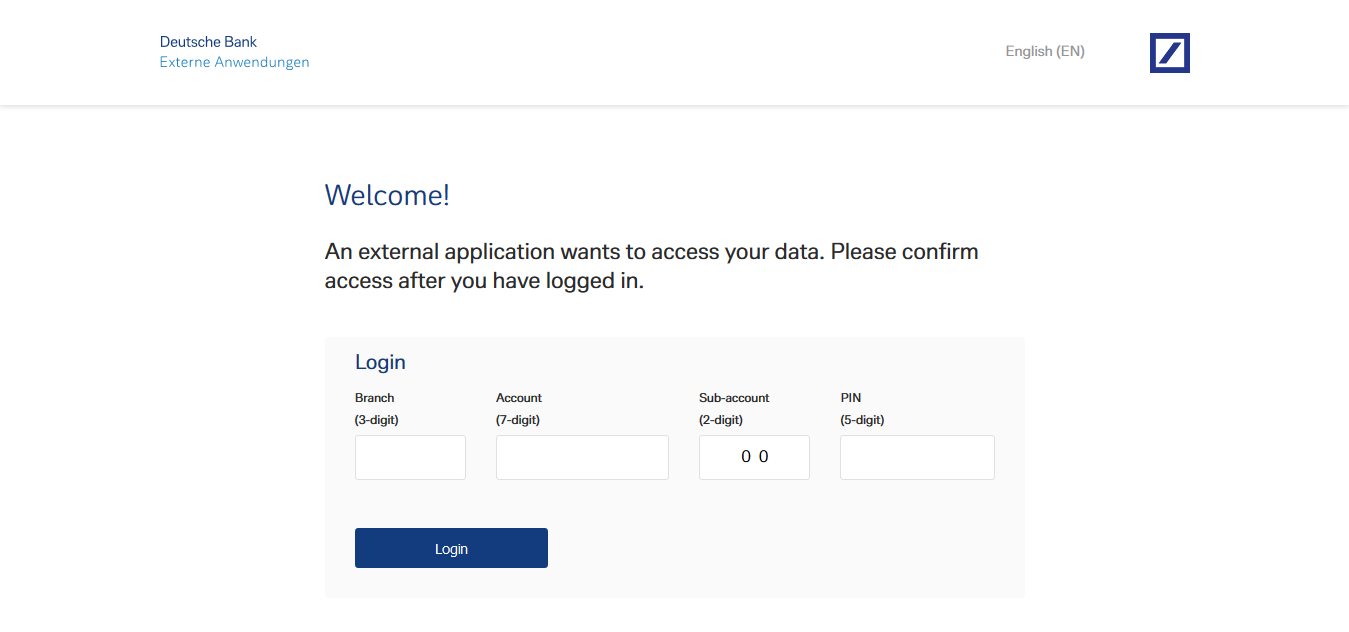 Deutsche Bank
Externe Anwendungen
English (EN)
Welcome!
An external application wants to access your data. Please confirm
access after you have logged in.
Login
Branch
(3-digit)
Account
(7-digit)
Sub-account
(2-digit)
0 0
PIN
(5-digit)
Login